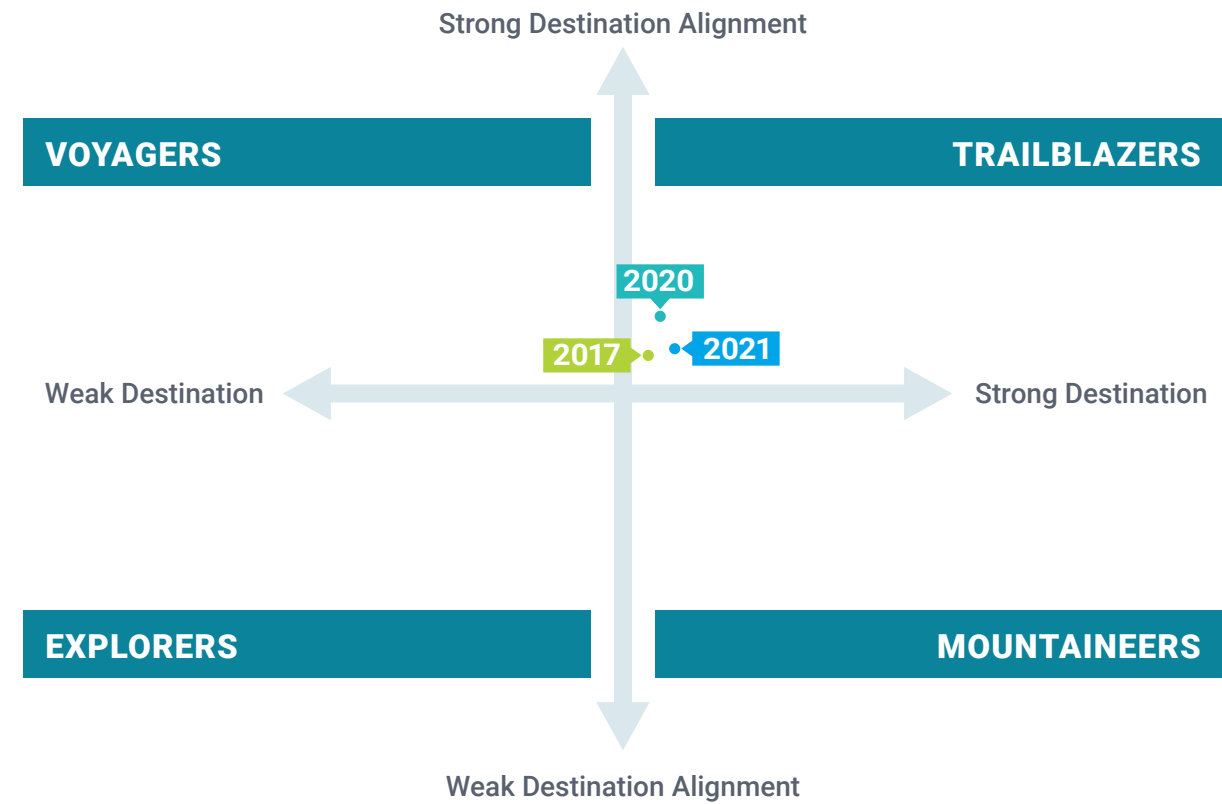 Strong Destination Alignment
VOYAGERS
TRAILBLAZERS
2020
2017
2021
Weak Destination
Strong Destination
EXPLORERS
MOUNTAINEERS
Weak Destination Alignment